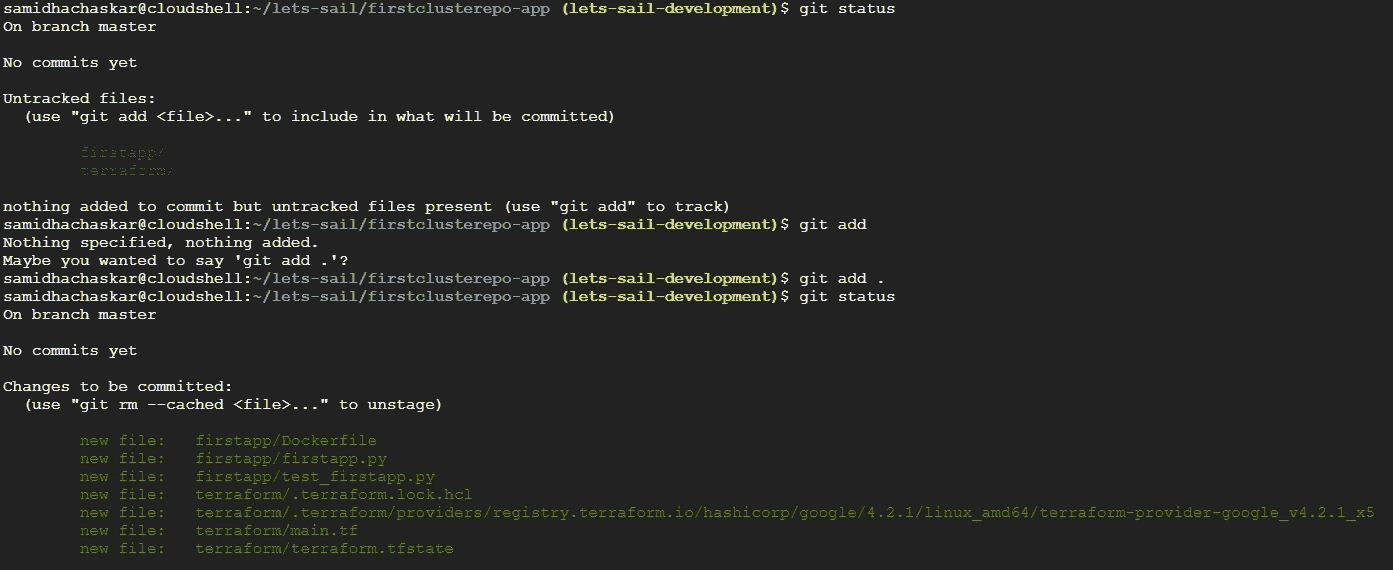 samidhachaskar@cloudshell:~/lets-sail/firstclusterepo-app (lets-sail-development)$ git status
On branch master
No commits yet
Untracked files:
(use "git add <file>..." to include in what will be committed)
firstapp/
terraform/
nothing added to commit but untracked files present (use "git add" to track)
samidhachaskar@cloudshell:~/lets-sail/firstclusterepo-app (lets-sail-development)$ git add
Nothing specified, nothing added.
Maybe you wanted to say 'git add .'?
samidhachaskar@cloudshell:~/lets-sail/firstclusterepo-app (lets-sail-development)$ git add .
samidhachaskar@cloudshell:~/lets-sail/firstclusterepo-app (lets-sail-development)$ git status
On branch master
No commits yet
Changes to be committed:
(use "git rm --cached <file>..." to unstage)
new file:   firstapp/Dockerfile
new file:   firstapp/firstapp.py
new file:   firstapp/test_firstapp.py
new file:   terraform/.terraform.lock.hcl
new file:   terraform/.terraform/providers/registry.terraform.io/hashicorp/google/4.2.1/linux_amd64/terraform-provider-google_v4.2.1_x5
new file:   terraform/main.tf
new file:   terraform/terraform.tfstate